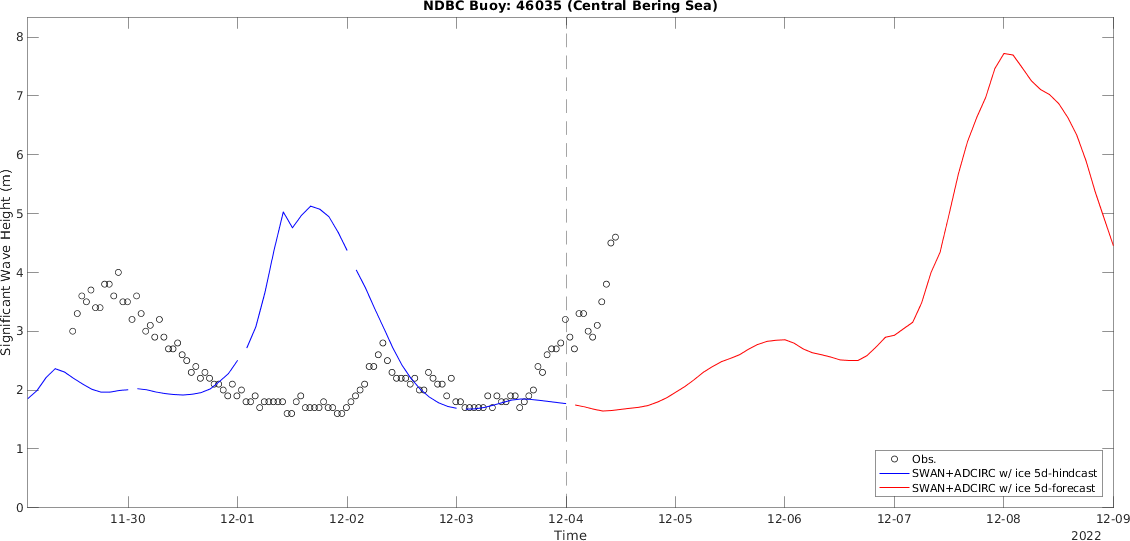 NDBC Buoy: 46035 (Central Bering Sea)
8
7
6
5
4
3
2
1
0
Significant Wave Height (m)
Obs.
SWAN+ADCIRC w/ ice 5d-hindcast
SWAN+ADCIRC w/ ice 5d-forecast
11-30 12-01 12-02 12-03 12-04 12-05 12-06 12-07 12-08 12-09
Time
2022